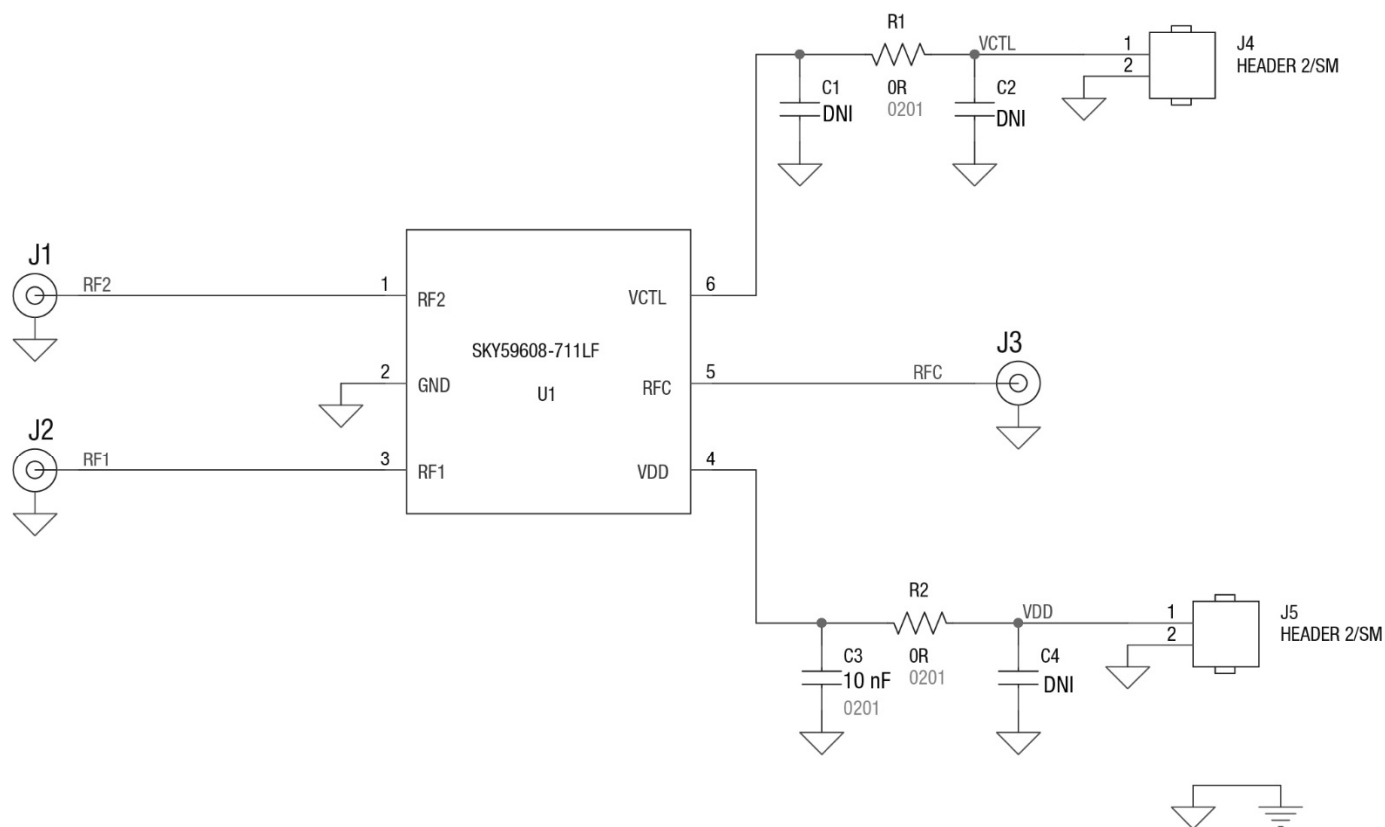 R1
VCTL
1
2
J4
HEADER 2/SM
C1
DNI
0R
0201
C2
DNI
J1
RF2
1
RF2
VCTL
6
SKY59608-711LF
U1
2
GND
RFC
5
RFC
J3
J2
RF1
3
RF1
VDD
4
R2
VDD
1
2
J5
HEADER 2/SM
C3
10 nF
0201
0R
0201
C4
DNI